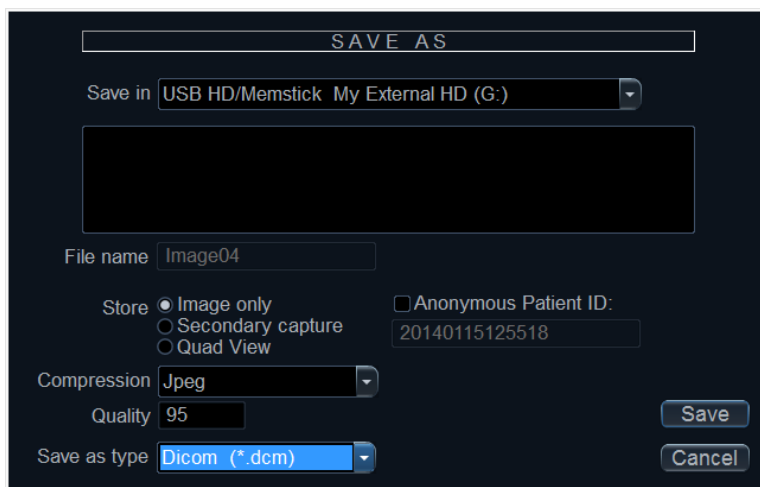 SAVE AS
Save in USB HD/Memstick My External HD (G:)
File name Image04
Store Image only Anonymous Patient ID:
Secondary capture 20140115125518
Quad View
Compression Jpeg
Quality 95 Save
Save as type Dicom (*.dcm) Cancel